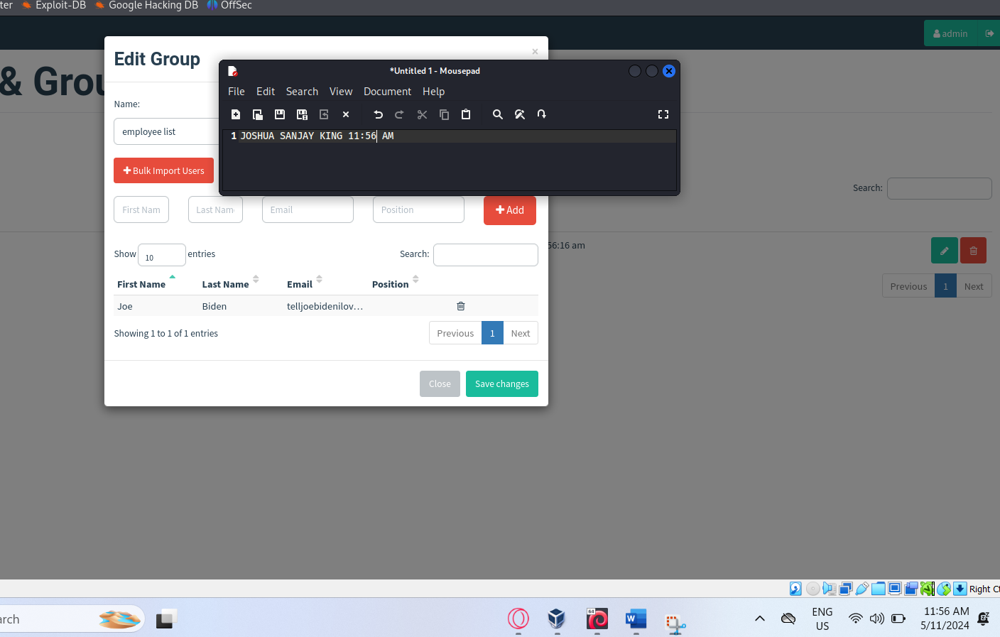 ter Exploit-DB Google Hacking DB OffSec
admin
& Grou
Edit Group
×
*Untitled 1 - Mousepad
File Edit Search View Document Help
1 JOSHUA SANJAY KING 11:56 AM
Name:
employee list
Bulk Import Users
Search:
First Nam Last Name Email Position Add
Show 10 entries Search:
56:16 am
First Name Last Name Email Position
Joe Biden telljoebidenilov...
Showing 1 to 1 of 1 entries Previous 1 Next
Previous 1 Next
Close Save changes
Right Ct
arch
64
W
ENG
US
11:56 AM
5/11/2024